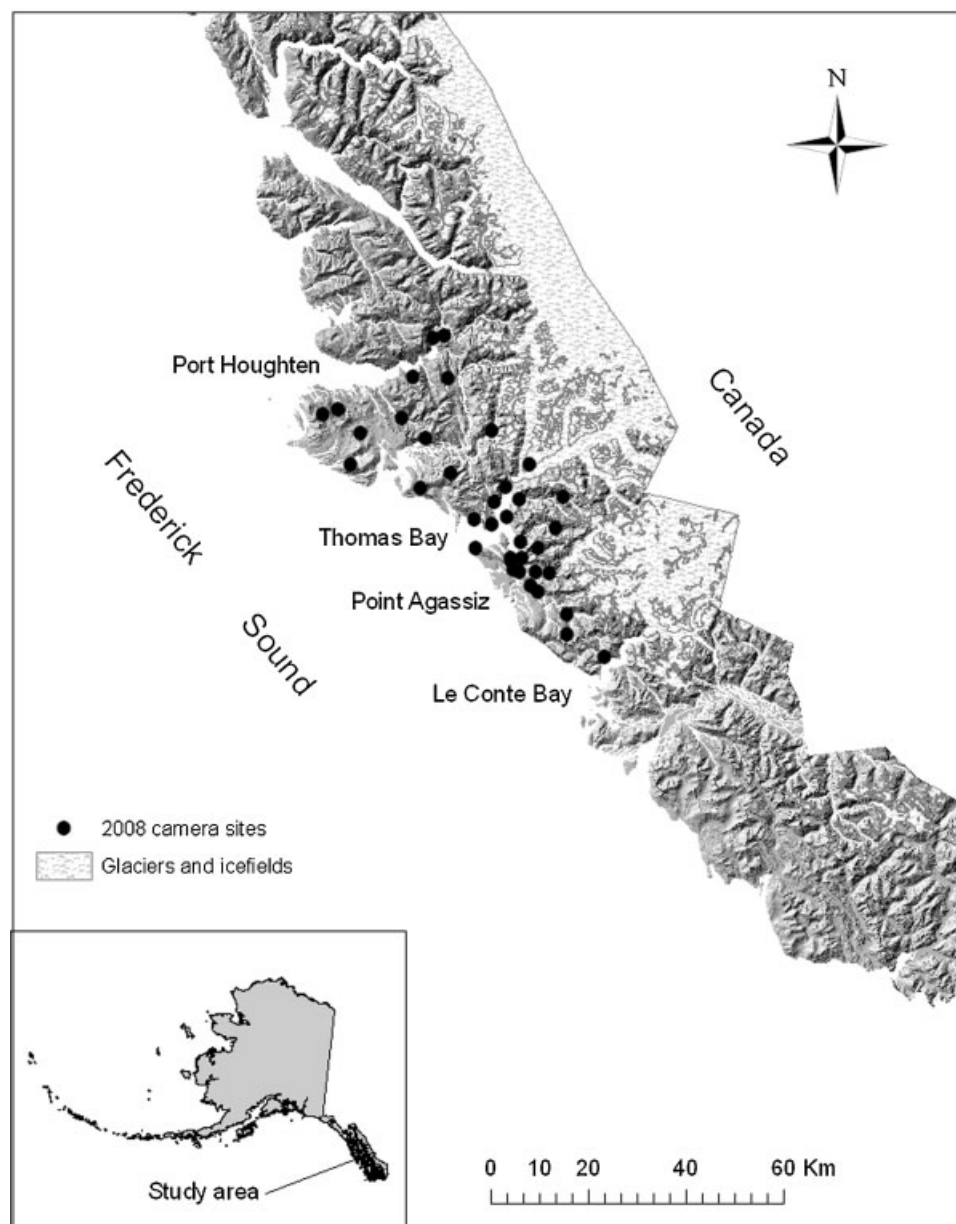 N
Port Houghten
Canada
Frederick
Sound
Thomas Bay
Point Agassiz
Le Conte Bay
2008 camera sites
Glaciers and icefields
Study area
0 10 20 40 60 Km